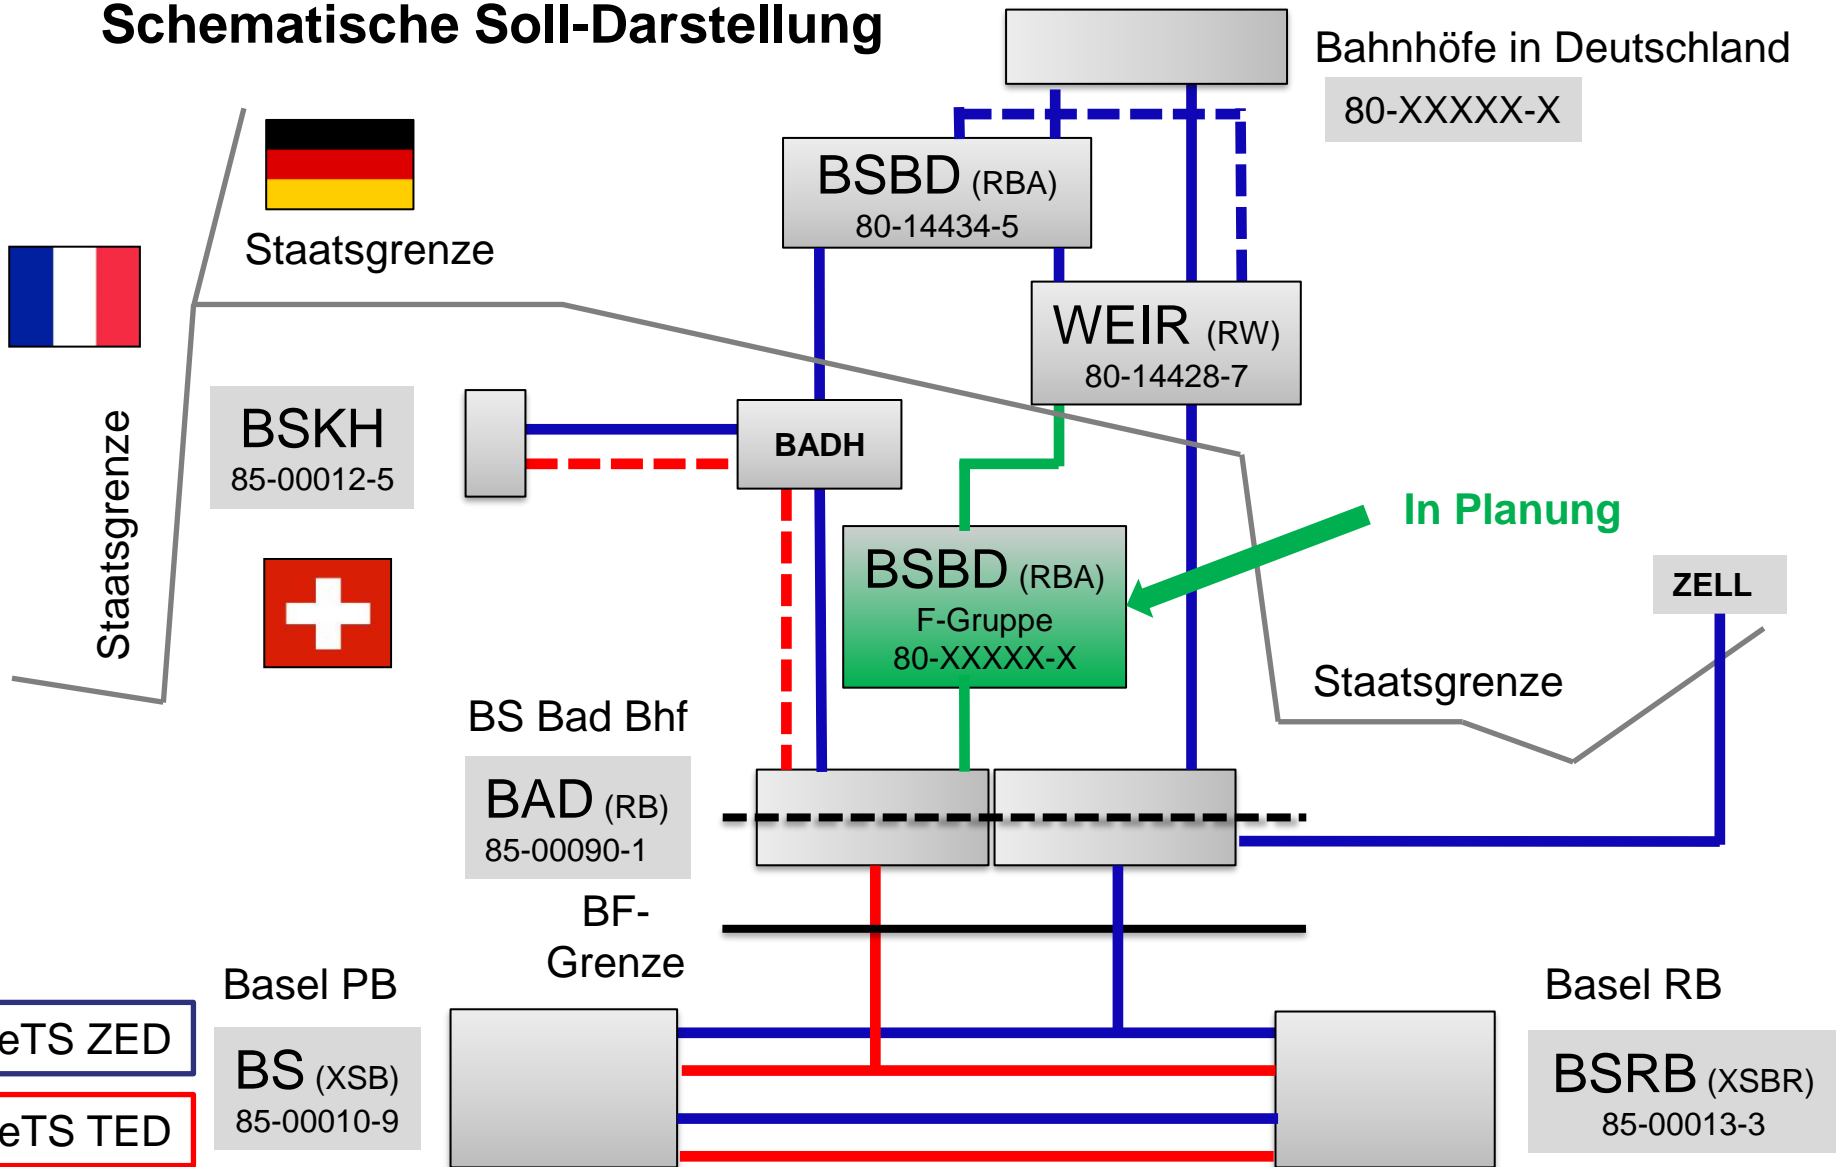 Schematische Soll-Darstellung
Bahnhöfe in Deutschland
80-XXXXX-X
BSBD (RBA)
80-14434-5
Staatsgrenze
WEIR (RW)
80-14428-7
Staatsgrenze
BSKH
85-00012-5
BADH
In Planung
BSBD (RBA)
F-Gruppe
80-XXXXX-X
ZELL
Staatsgrenze
BS Bad Bhf
BAD (RB)
85-00090-1
BF-
Grenze
Basel PB
Basel RB
eTS ZED
BS (XSB)
85-00010-9
BSRB (XSBR)
85-00013-3
eTS TED